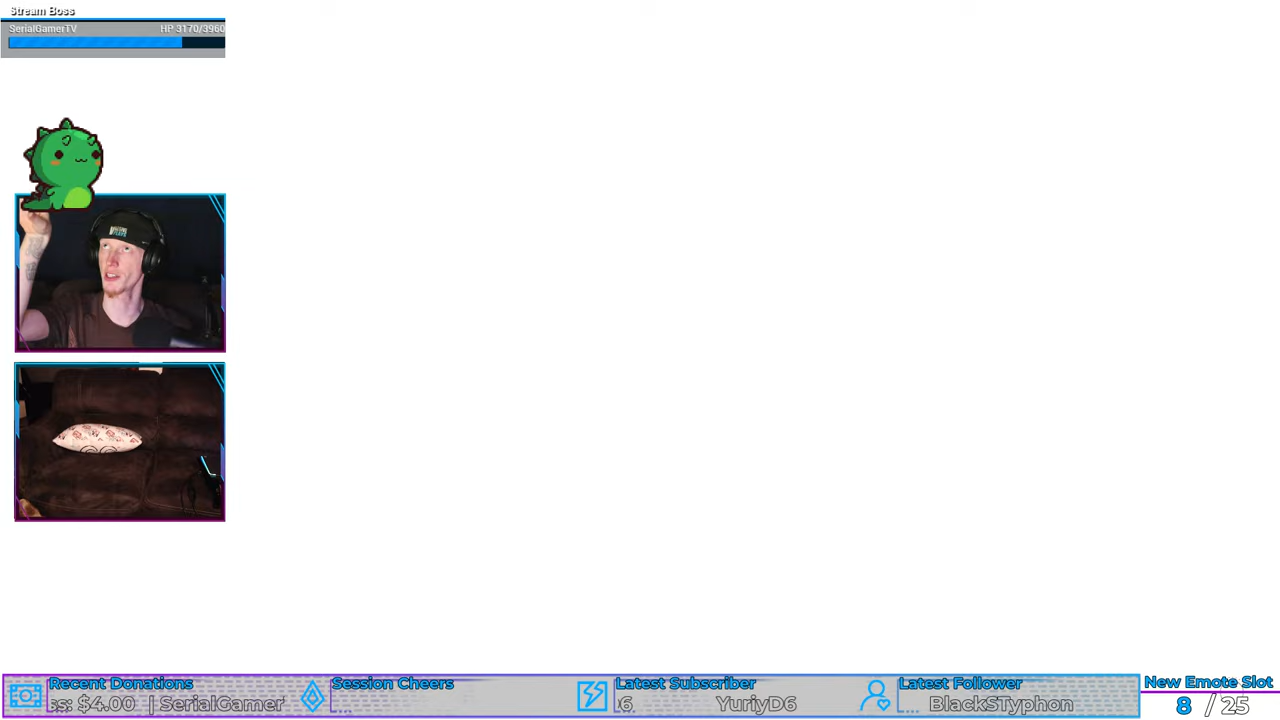 Stream Boss
SerialGamerTV HP 3170/3960
Recent Donations
ss: $4.00 | SerialGamer
Session Cheers
Latest Subscriber
YuriyD6
Latest Follower
BlackSTyphon
New Emote Slot
8 / 25